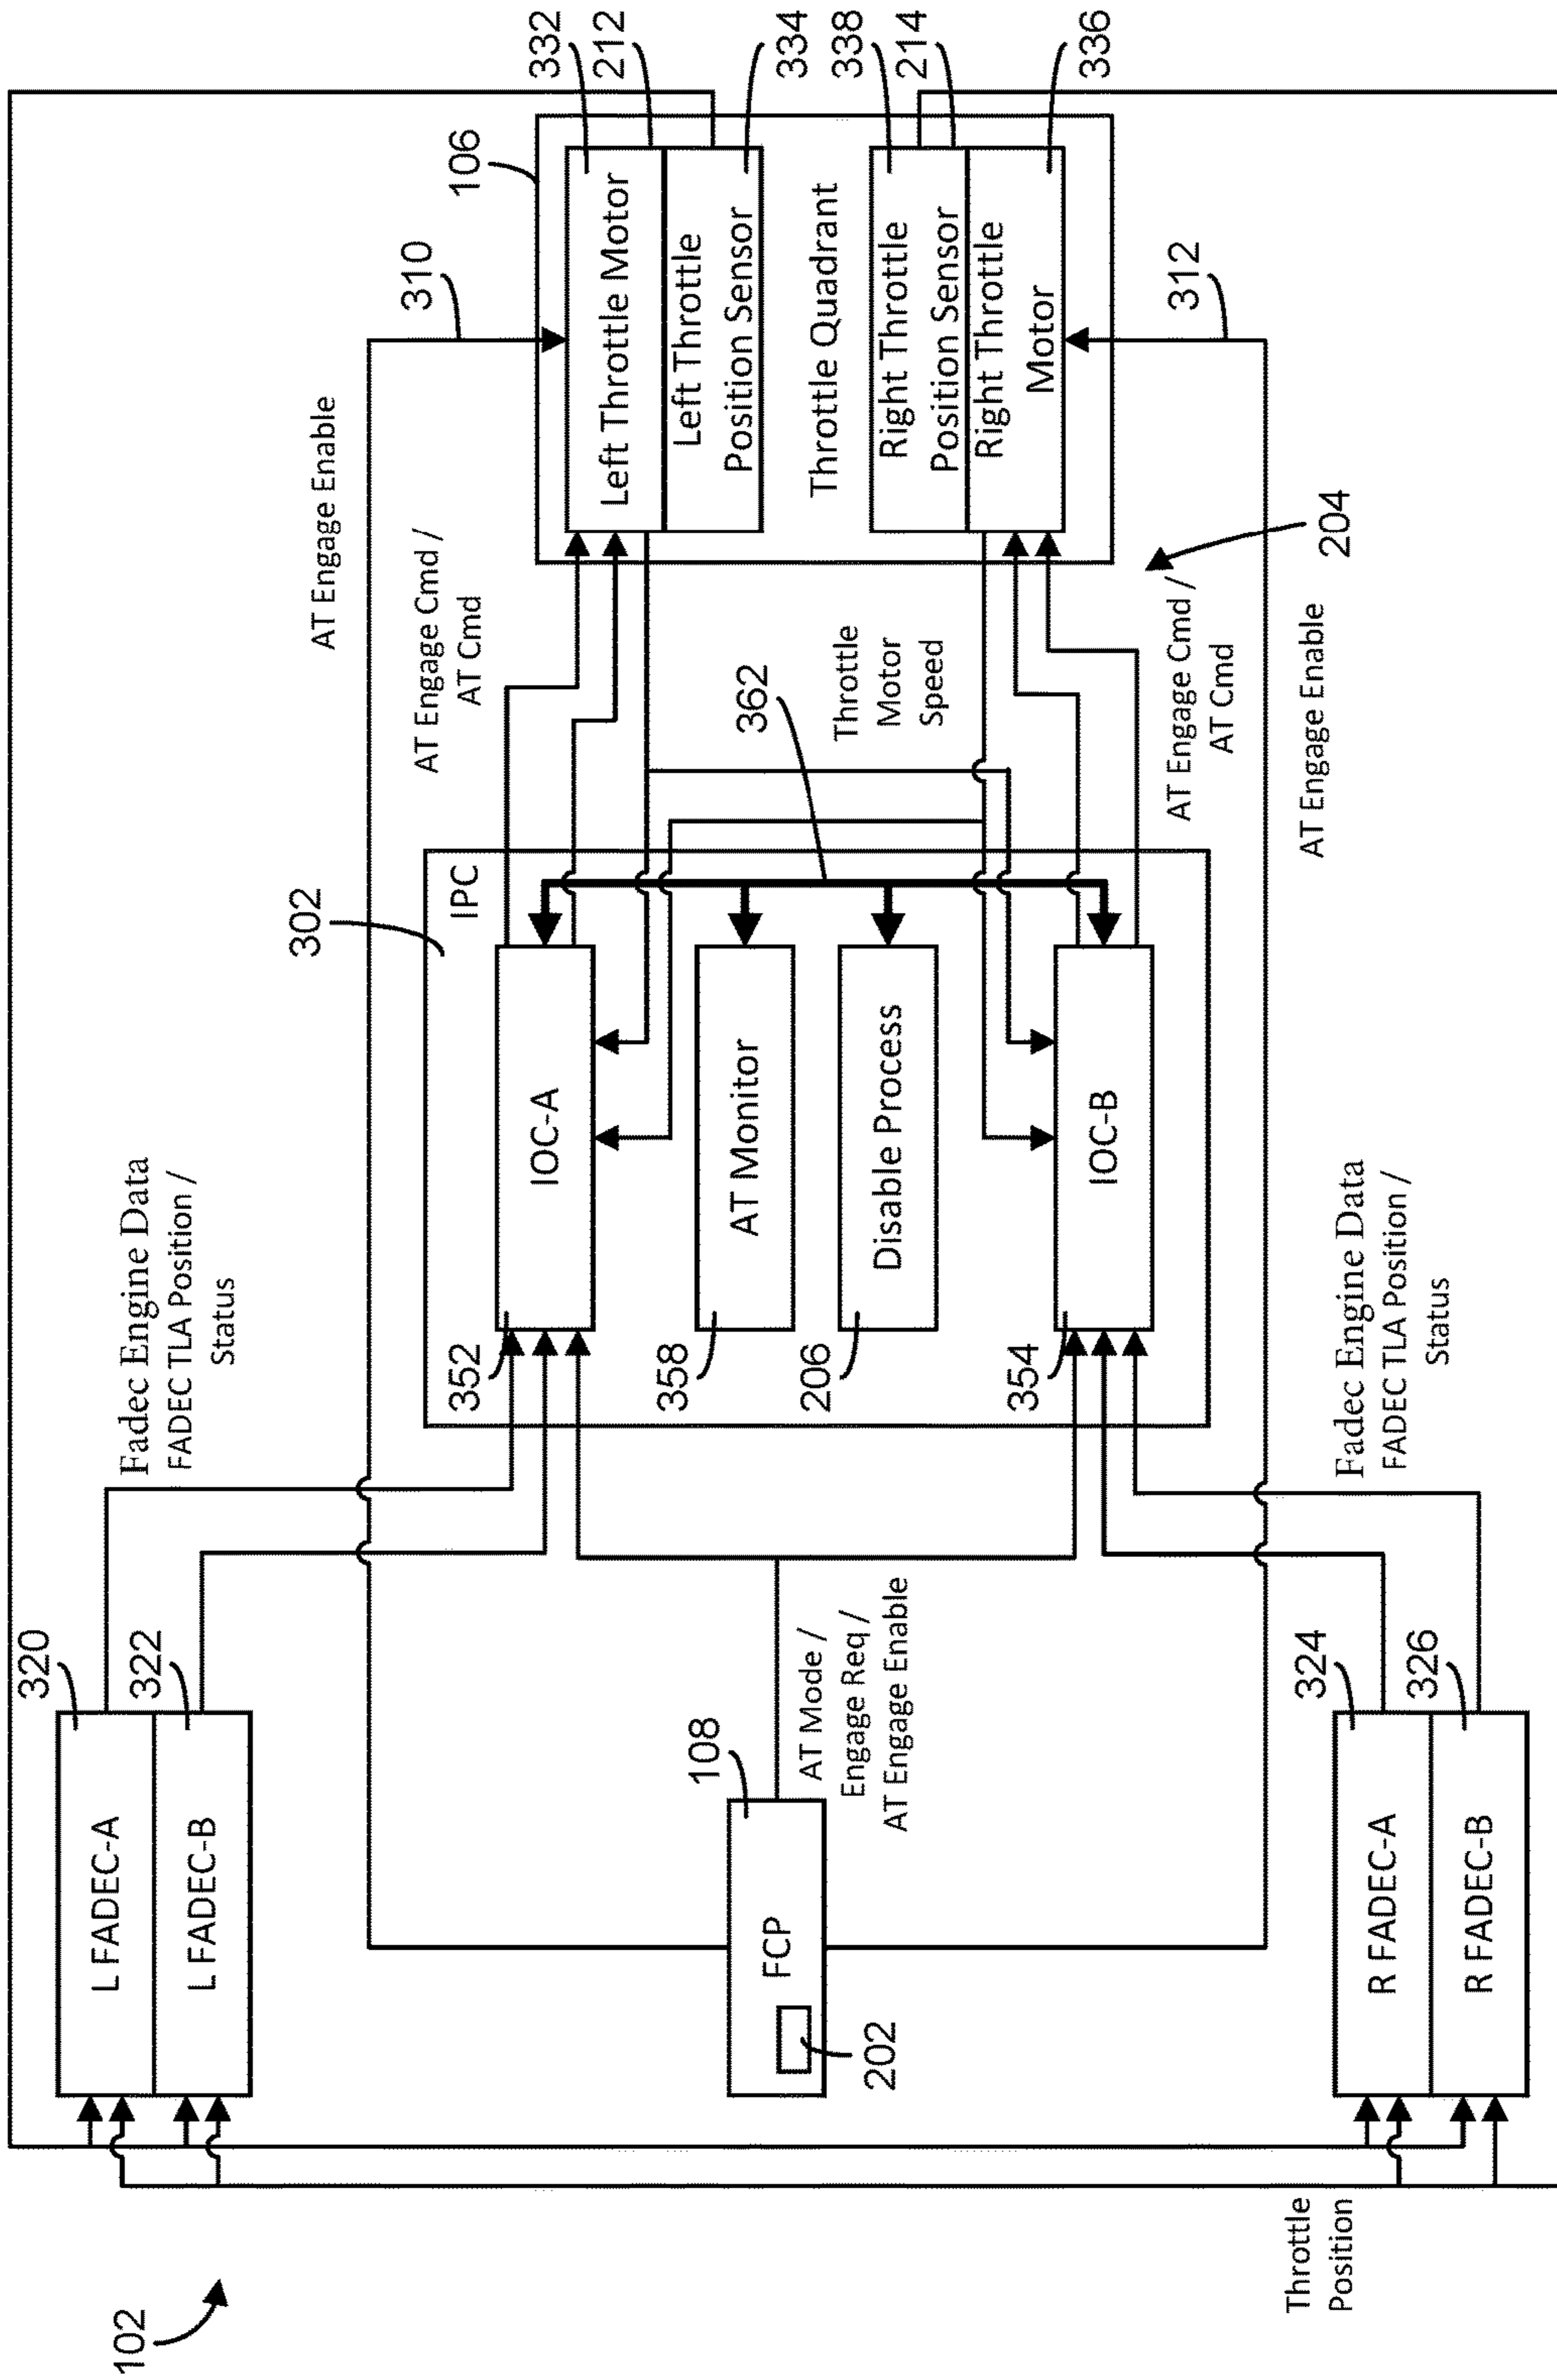 102
320
L FADEC-A
322
L FADEC-B
Fadec Engine Data
FADEC TLA Position /
Status
302
IPC
352
IOC-A
358
AT Monitor
206
Disable Process
354
IOC-B
362
108
FCP
202
AT Mode /
Engage Req /
AT Engage Enable
AT Engage Enable
310
AT Engage Cmd /
AT Cmd
Throttle
Motor
Speed
106
332
Left Throttle Motor
212
Left Throttle
Position Sensor
334
Throttle Quadrant
338
Right Throttle
Position Sensor
214
Right Throttle
Motor
336
312
204
AT Engage Cmd /
AT Cmd
AT Engage Enable
Throttle
Position
324
R FADEC-A
326
R FADEC-B
Fadec Engine Data
FADEC TLA Position /
Status